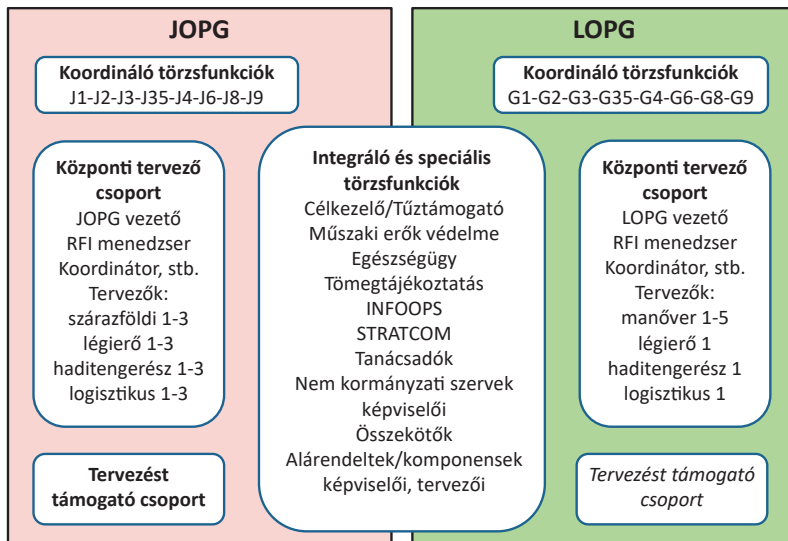 JOPG
Koordináló törzsfunkciók
J1-J2-J3-J35-J4-J6-J8-J9
Központi tervező
csoport
JOPG vezető
RFI menedzser
Koordinátor, stb.
Tervezők:
szárazföldi 1-3
légierő 1-3
haditengerész 1-3
logisztikus 1-3
Tervezést
támogató csoport
Integráló és speciális
törzsfunkciók
Célkezelő/Tűztámogató
Műszaki erők védelme
Egészségügy
Tömegtájékoztatás
INFOOPS
STRATCOM
Tanácsadók
Nem kormányzati szervek
képviselői
Összekötők
Alárendeltek/komponensek
képviselői, tervezői
LOPG
Koordináló törzsfunkciók
G1-G2-G3-G35-G4-G6-G8-G9
Központi tervező
csoport
LOPG vezető
RFI menedzser
Koordinátor, stb.
Tervezők:
manőver 1-5
légierő 1
haditengerész 1
logisztikus 1
Tervezést támogató
csoport